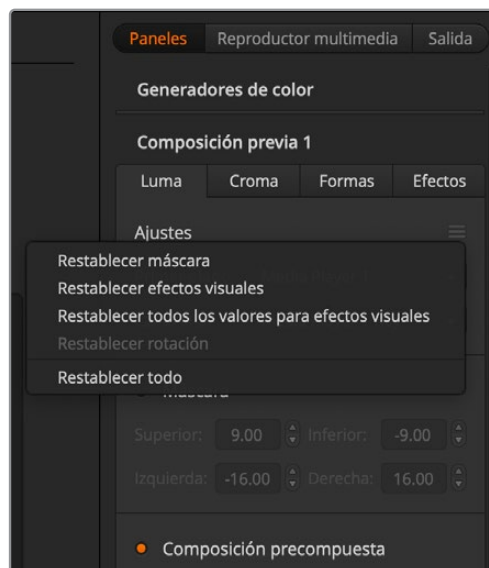 Paneles Reproductor multimedia Salida
Generadores de color
Composición previa 1
Luma Croma Formas Efectos
Ajustes
Restablecer máscara
Restablecer efectos visuales
Restablecer todos los valores para efectos visuales
Restablecer rotación
Restablecer todo
Máscara
Superior: 9.00 Inferior: -9.00
Izquierda: -16.00 Derecha: 16.00
Composición precompuesta